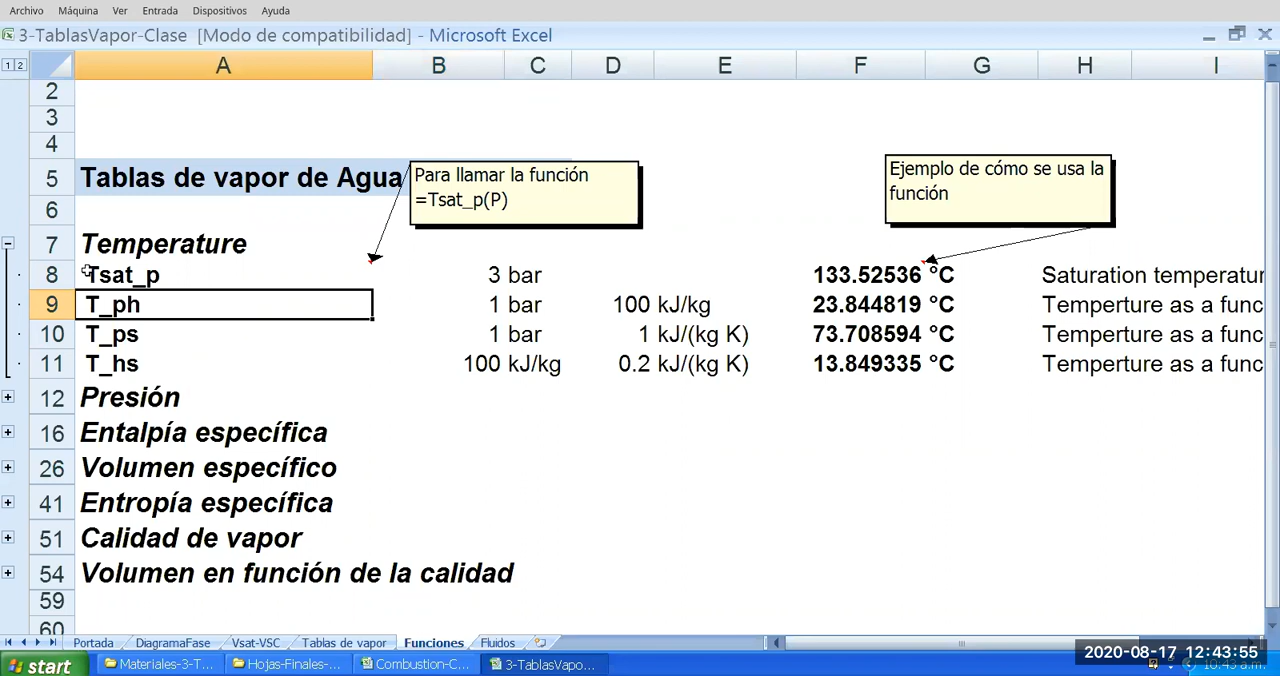 Archivo Máquina Ver Entrada Dispositivos Ayuda
3-TablasVapor-Clase [Modo de compatibilidad] - Microsoft Excel
1 2 A B C D E F G H I
2
3
4
5 Tablas de vapor de Agua
Para llamar la función
=Tsat_p(P)
Ejemplo de cómo se usa la
función
6
7 Temperature
8 Tsat_p 3 bar 133.52536 °C Saturation temperatur
9 T_ph 1 bar 100 kJ/kg 23.844819 °C Temperture as a func
10 T_ps 1 bar 1 kJ/(kg K) 73.708594 °C Temperture as a func
11 T_hs 100 kJ/kg 0.2 kJ/(kg K) 13.849335 °C Temperture as a func
12 Presión
16 Entalpía específica
26 Volumen específico
41 Entropía específica
51 Calidad de vapor
54 Volumen en función de la calidad
59
60
Portada DiagramaFase Vsat-VSC Tablas de vapor Funciones Fluidos
2020-08-17 12:43:55
start Materiales-3-T... Hojas-Finales-... Combustion-C... 3-TablasVapo... 10:43 a.m.